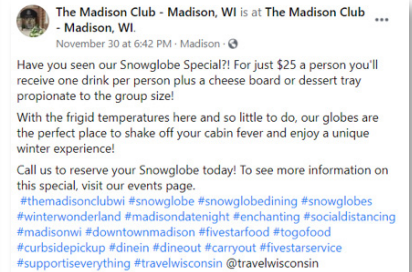 The Madison Club - Madison, WI is at The Madison Club
- Madison, WI.
November 30 at 6:42 PM · Madison ·
Have you seen our Snowglobe Special?! For just $25 a person you'll
receive one drink per person plus a cheese board or dessert tray
propionate to the group size!
With the frigid temperatures here and so little to do, our globes are
the perfect place to shake off your cabin fever and enjoy a unique
winter experience!
Call us to reserve your Snowglobe today! To see more information on
this special, visit our events page.
#themadisonclubwi #snowglobe #snowglobedining #snowglobes
#winterwonderland #madisondatenight #enchanting #socialdistancing
#madisonwi #downtownmadison #fivestarfood #togofood
#curbsidepickup #dinein #dineout #carryout #fivestarservice
#supportiseverything #travelwisconsin @travelwisconsin